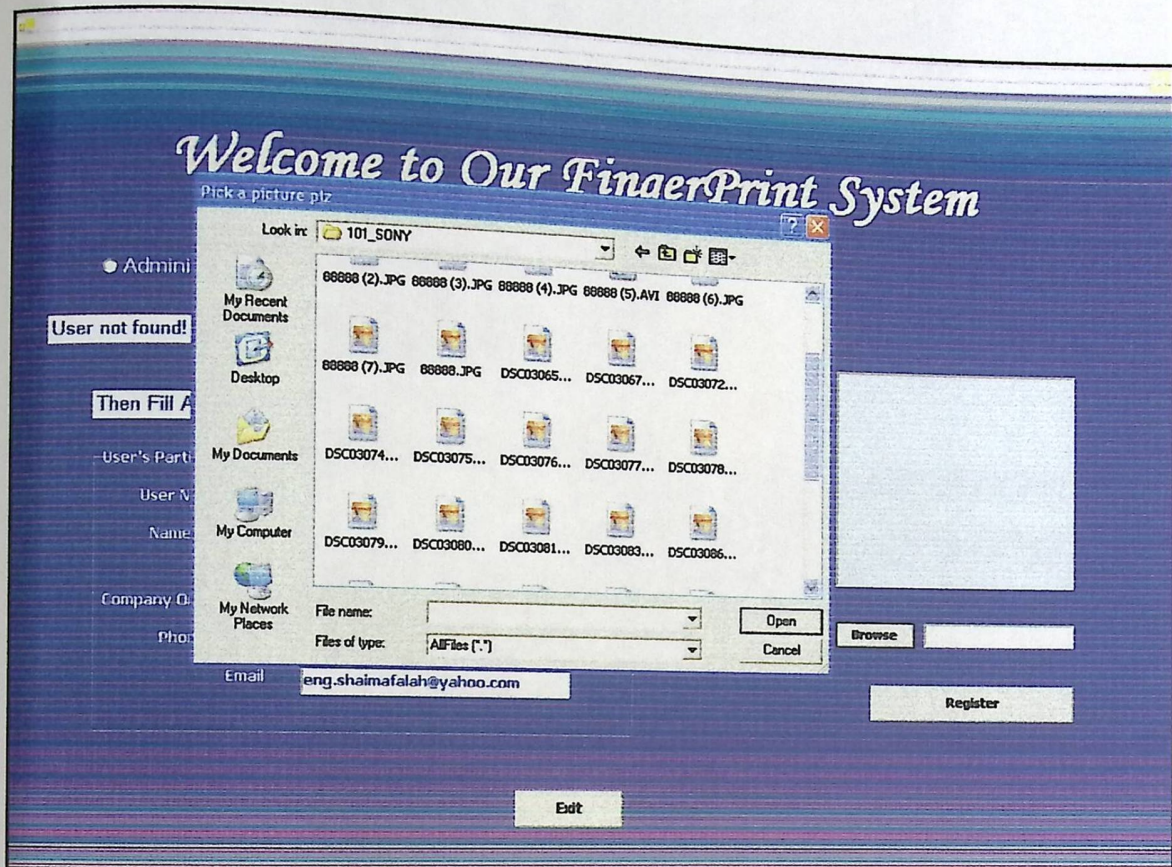 Welcome to Our FingerPrint System
Pick a picture plz
Look in: 101_SONY
Admini
88888 (2).JPG 88888 (3).JPG 88888 (4).JPG 88888 (5).AVI 88888 (6).JPG
My Recent
Documents
User not found!
88888 (7).JPG 88888.JPG DSC03065... DSC03067... DSC03072...
Desktop
Then Fill A
My Documents
DSC03074... DSC03075... DSC03076... DSC03077... DSC03078...
User's Parti
User N
Name
My Computer
DSC03079... DSC03080... DSC03081... DSC03083... DSC03086...
Company O
My Network
Places
File name:
Open
Phon
Files of type: AllFiles (*.*)
Cancel
Browse
Email eng.shaimafalah@yahoo.com
Register
Exit